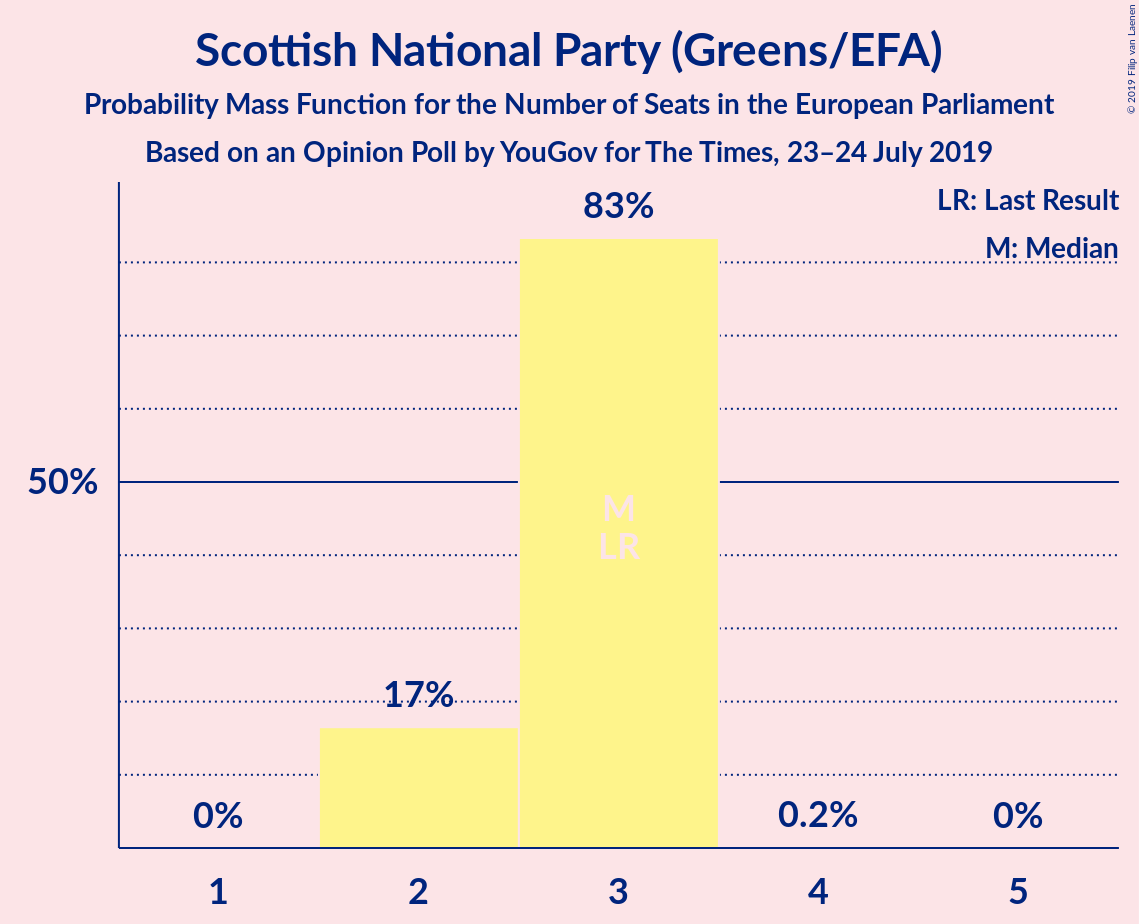 Scottish National Party (Greens/EFA)
Probability Mass Function for the Number of Seats in the European Parliament
Based on an Opinion Poll by YouGov for The Times, 23–24 July 2019
© 2019 Filip van Laenen
LR: Last Result
M: Median
83%
50%
M
LR
17%
0%
0.2%
0%
1 2 3 4 5